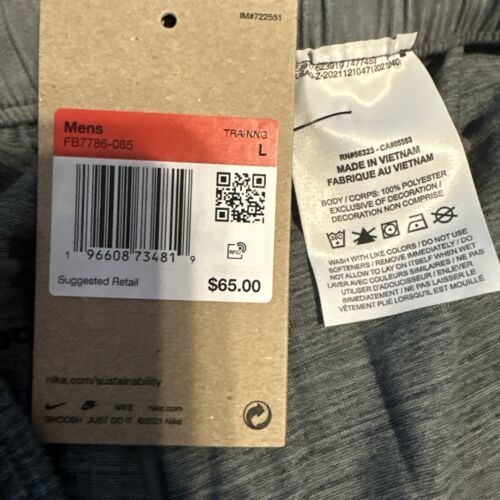 IM#722551
Mens
FB7786-065
TRAINNG
L
1 96608 73481 9
RFID
Suggested Retail
$65.00
nike.com/sustainability
NIKE nike.com
SWOOSH JUST DO IT ©2021 Nike
623919 / 477453
RN#56323 - CA#05553
MADE IN VIETNAM
FABRIQUE AU VIETNAM
BODY / CORPS: 100% POLYESTER
EXCLUSIVE OF DECORATION /
DECORATION NON COMPRISE
WASH WITH LIKE COLORS / DO NOT USE
SOFTENERS / REMOVE IMMEDIATELY / DO
NOT ALLOW TO LAY ON ITSELF WHEN WET
LAVER AVEC COULEURS SIMILAIRES / NE PAS
UTILISER D'ADOUCISSEUR / ENLEVER
IMMÉDIATEMENT / NE PAS LAISSER LE
VÊTEMENT PLIÉ LORSQU'IL EST MOUILLÉ